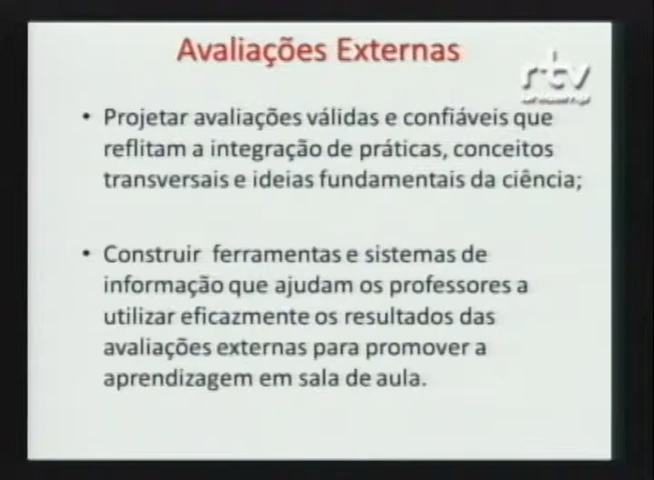 Avaliações Externas
rtv
unicamp
• Projetar avaliações válidas e confiáveis que
reflitam a integração de práticas, conceitos
transversais e ideias fundamentais da ciência;
• Construir ferramentas e sistemas de
informação que ajudam os professores a
utilizar eficazmente os resultados das
avaliações externas para promover a
aprendizagem em sala de aula.